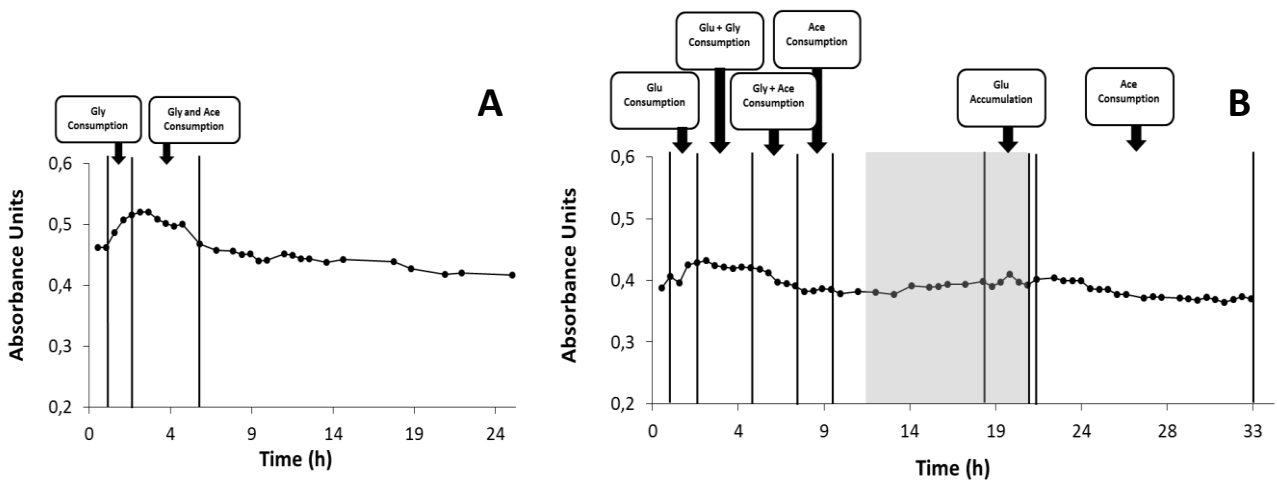 Gly
Consumption
Gly and Ace
Consumption
A
0,6
0,5
0,4
0,3
0,2
Absorbance Units
0 4 9 14 19 24
Time (h)
Glu + Gly
Consumption
Ace
Consumption
Glu
Consumption
Gly + Ace
Consumption
Glu
Accumulation
Ace
Consumption
B
0,6
0,5
0,4
0,3
0,2
Absorbance Units
0 4 9 14 19 24 28 33
Time (h)